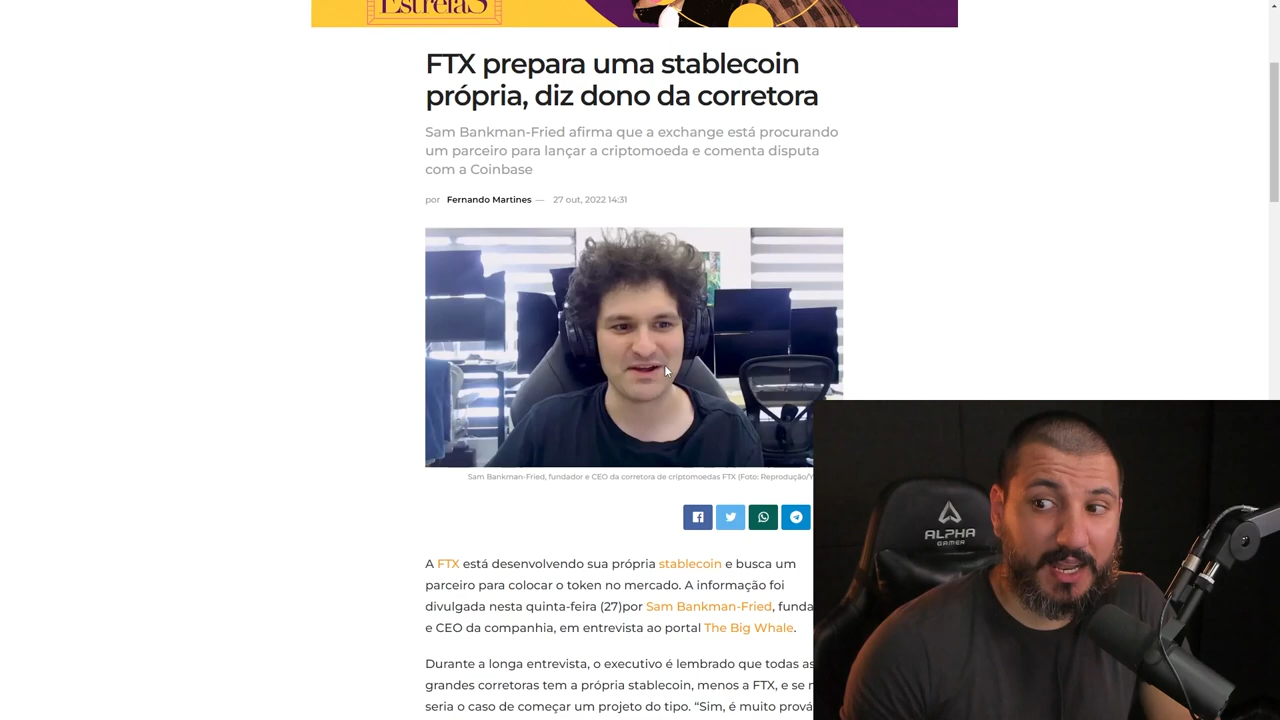 EstreiaS
FTX prepara uma stablecoin
própria, diz dono da corretora
Sam Bankman-Fried afirma que a exchange está procurando
um parceiro para lançar a criptomoeda e comenta disputa
com a Coinbase
por Fernando Martines — 27 out, 2022 14:31
Sam Bankman-Fried, fundador e CEO da corretora de criptomoedas FTX (Foto: Reprodução/Y
A FTX está desenvolvendo sua própria stablecoin e busca um
parceiro para colocar o token no mercado. A informação foi
divulgada nesta quinta-feira (27)por Sam Bankman-Fried, funda
e CEO da companhia, em entrevista ao portal The Big Whale.
Durante a longa entrevista, o executivo é lembrado que todas as
grandes corretoras tem a própria stablecoin, menos a FTX, e se
seria o caso de começar um projeto do tipo. “Sim, é muito prová
ALPHA
GAMER